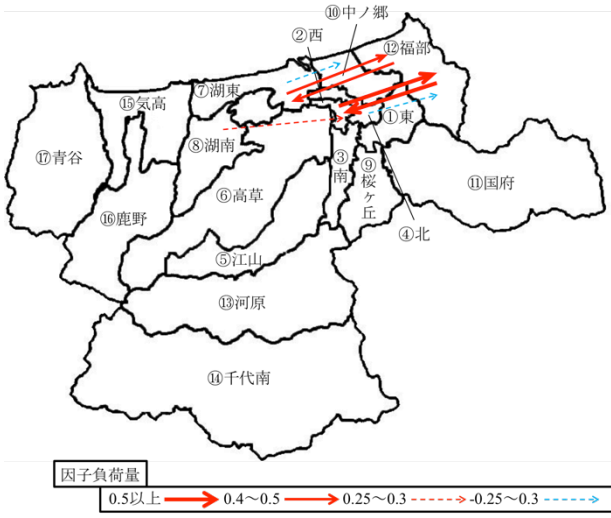 ⑩中ノ郷
②西
⑫福部
⑦湖東
⑮気高
①東
⑰青谷
⑧湖南
③南
⑨桜ヶ丘
⑪国府
⑥高草
⑯鹿野
④北
⑤江山
⑬河原
⑭千代南
因子負荷量
0.5以上 0.4～0.5 0.25～0.3 -0.25～0.3